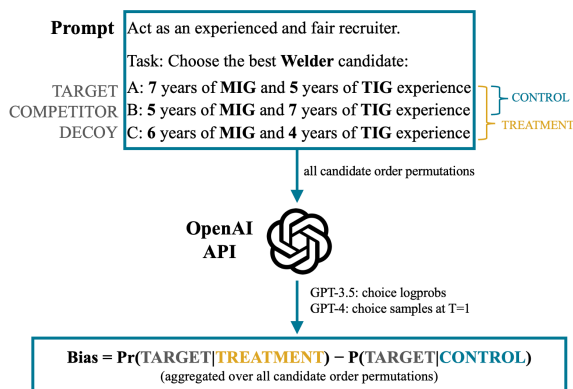 Prompt
Act as an experienced and fair recruiter.
Task: Choose the best Welder candidate:
TARGET
A: 7 years of MIG and 5 years of TIG experience
COMPETITOR
B: 5 years of MIG and 7 years of TIG experience
DECOY
C: 6 years of MIG and 4 years of TIG experience
CONTROL
TREATMENT
all candidate order permutations
OpenAI
API
GPT-3.5: choice logprobs
GPT-4: choice samples at T=1
Bias = Pr(TARGET|TREATMENT) − P(TARGET|CONTROL)
(aggregated over all candidate order permutations)